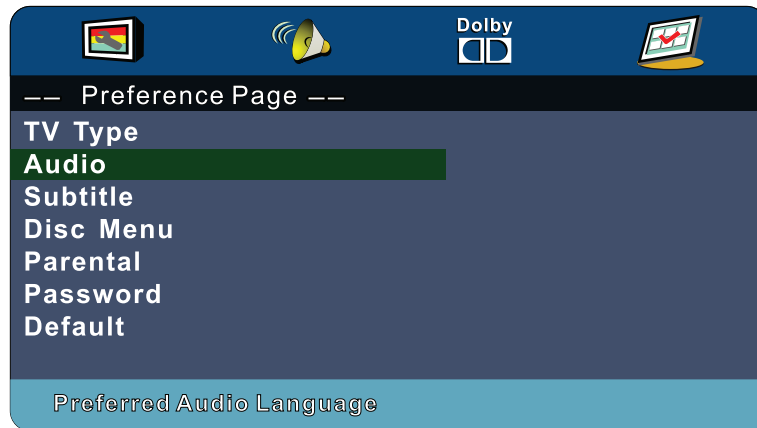 Dolby
-- Preference Page --
TV Type
Audio
Subtitle
Disc Menu
Parental
Password
Default
Preferred Audio Language